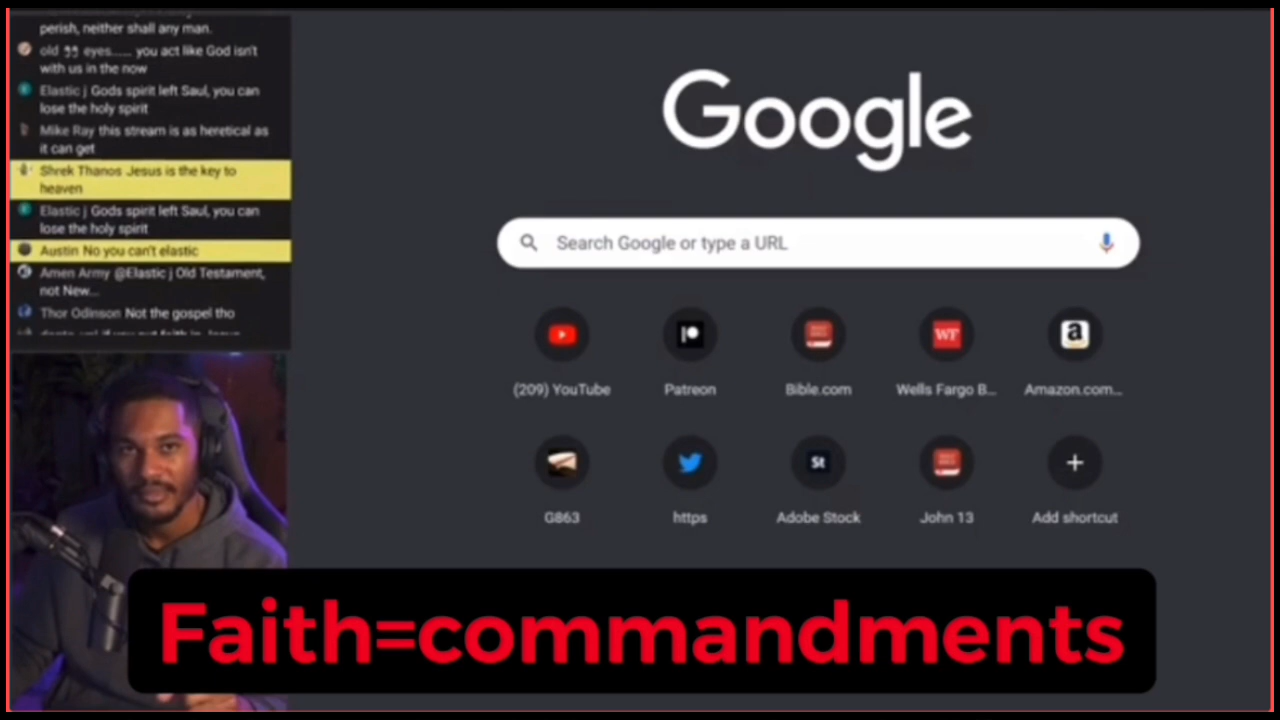 perish, neither shall any man.
old 👀 eyes..... you act like God isn't
with us in the now
Elastic j Gods spirit left Saul, you can
lose the holy spirit
Mike Ray this stream is as heretical as
it can get
Shrek Thanos Jesus is the key to
heaven
Elastic j Gods spirit left Saul, you can
lose the holy spirit
Austin No you can't elastic
Amen Army @Elastic j Old Testament,
not New...
Thor Odinson Not the gospel tho
Google
Search Google or type a URL
(209) YouTube
Patreon
Bible.com
WF
Wells Fargo B...
a
Amazon.com...
G863
https
St
Adobe Stock
John 13
Add shortcut
Faith=commandments